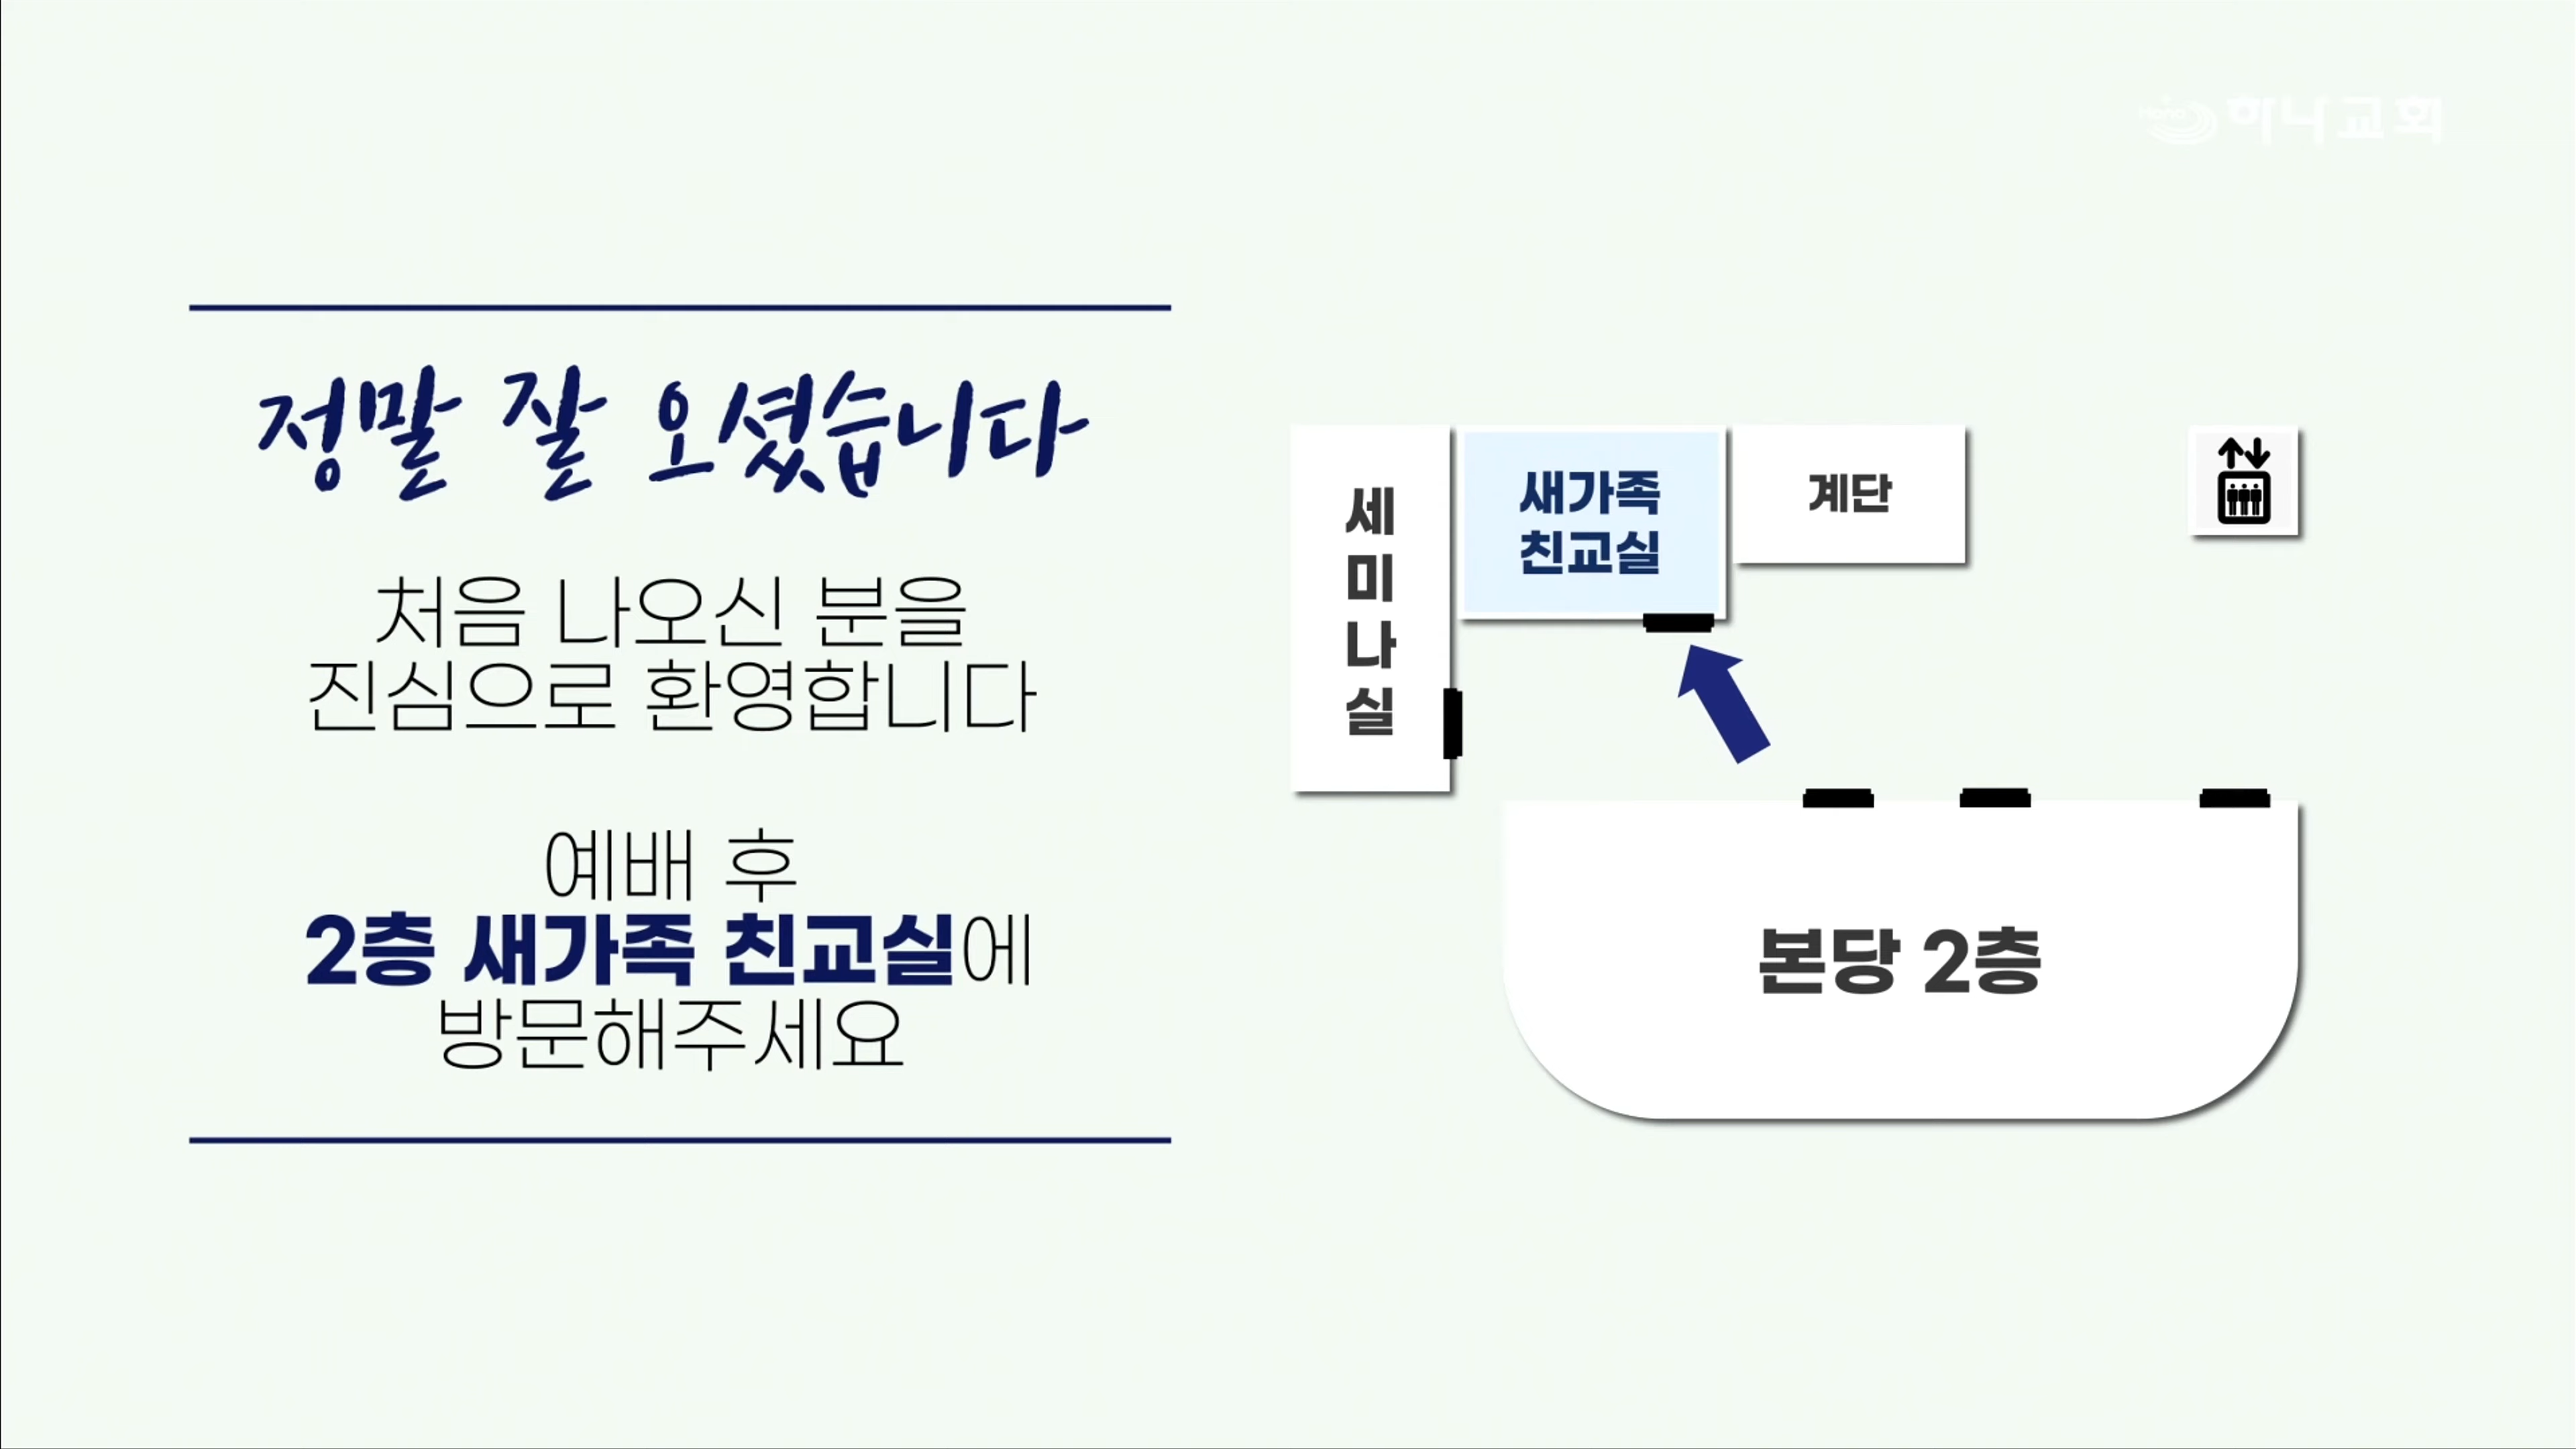 하나교회
정말 잘 오셨습니다
처음 나오신 분을
진심으로 환영합니다
예배 후
2층 새가족 친교실에
방문해주세요
세미나실
새가족
친교실
계단
본당 2층